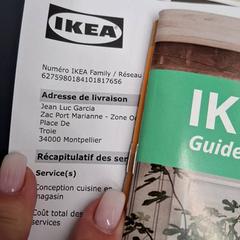 IKEA
Numéro IKEA Family / Réseau
6275980184101817656
Adresse de livraison
Jean Luc Garcia
Zac Port Marianne - Zone O
Place De
Troie
34000 Montpellier
Récapitulatif des ser
Service(s)
Conception cuisine en
magasin
Coût total des
services
IK
Guide